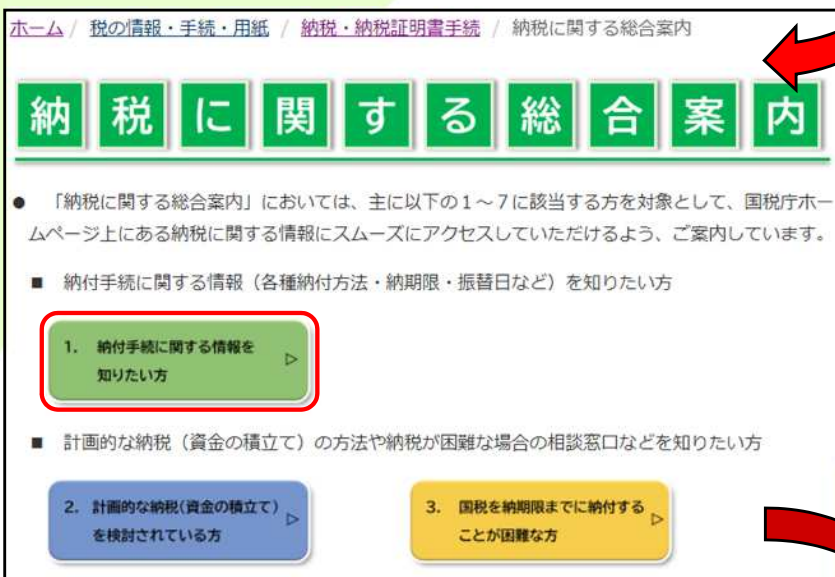 ホーム / 税の情報・手続・用紙 / 納税・納税証明書手続 / 納税に関する総合案内
納税に関する総合案内
● 「納税に関する総合案内」においては、主に以下の1~7に該当する方を対象として、国税庁ホー
ムページ上にある納税に関する情報にスムーズにアクセスしていただけるよう、ご案内しています。
■ 納付手続に関する情報(各種納付方法・納期限・振替日など)を知りたい方
1. 納付手続に関する情報を
知りたい方
■ 計画的な納税(資金の積立て)の方法や納税が困難な場合の相談窓口などを知りたい方
2. 計画的な納税(資金の積立て)
を検討されている方
3. 国税を納期限までに納付する
ことが困難な方